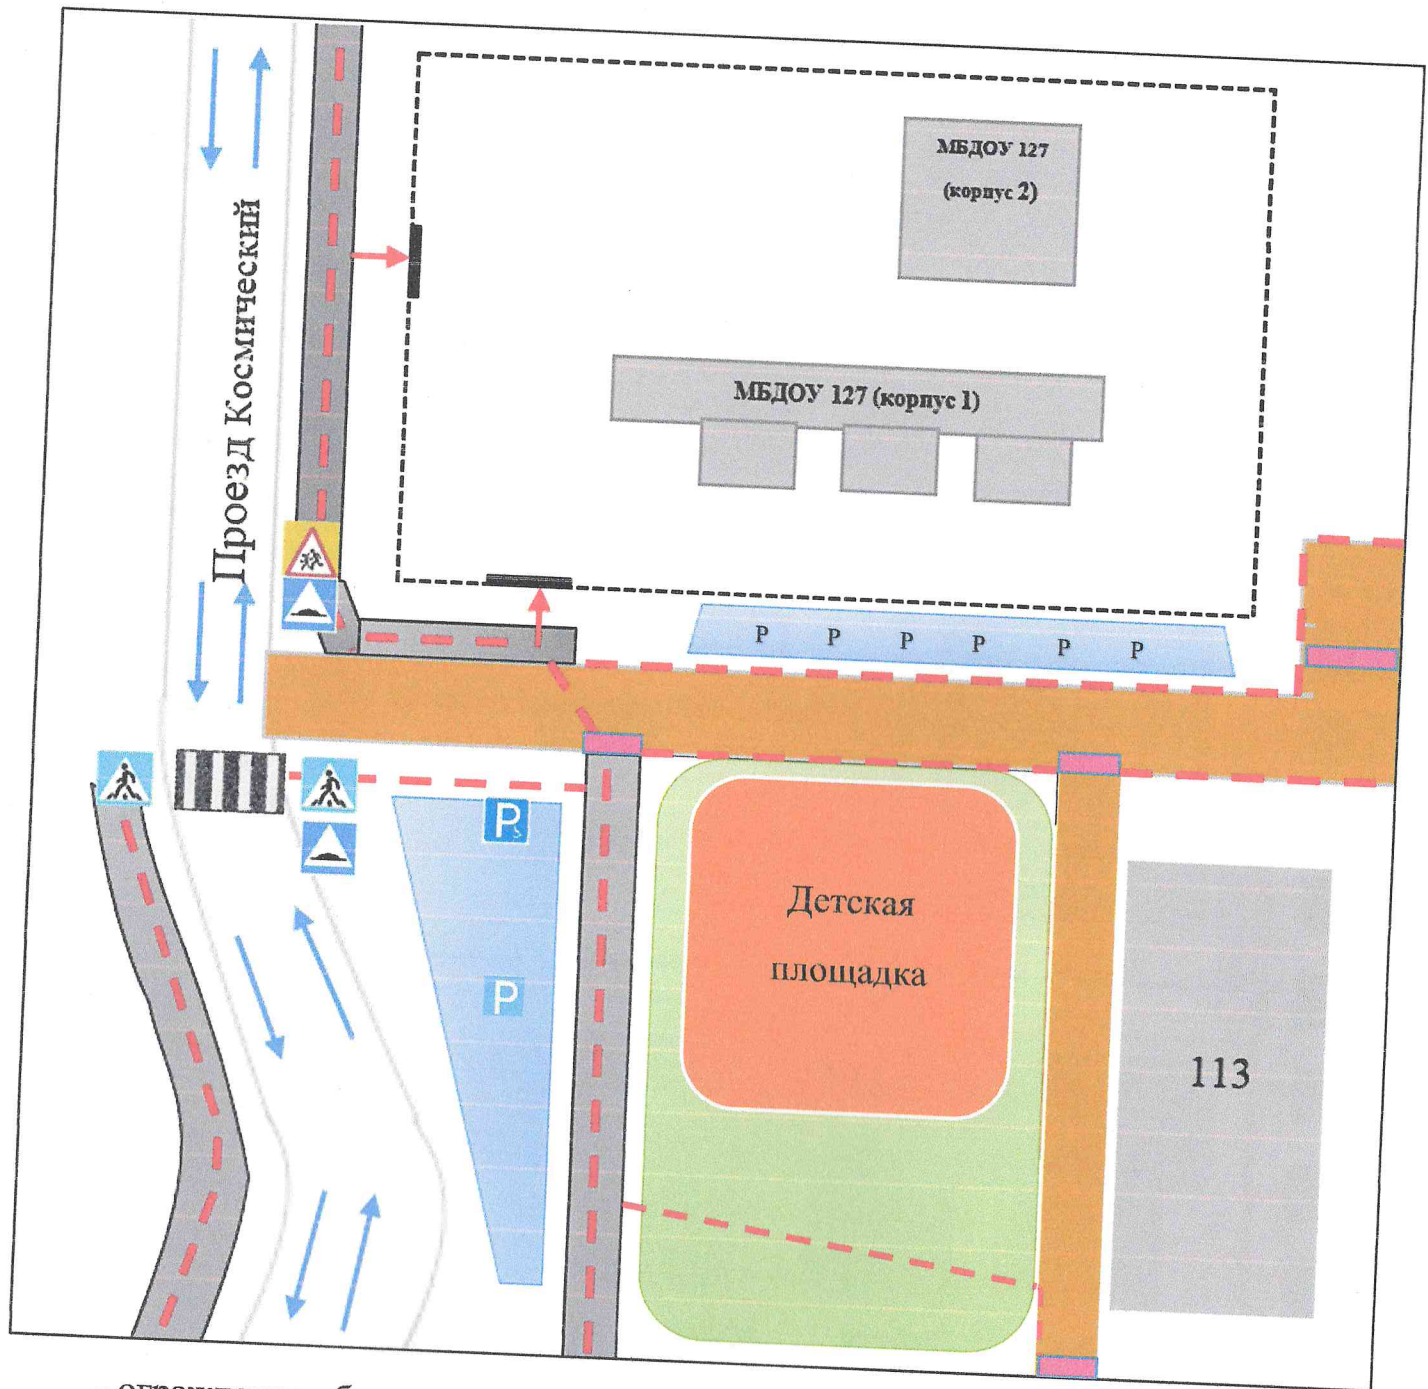 МБДОУ 127
(корпус 2)
Проезд Космический
МБДОУ 127 (корпус 1)
Р Р Р Р Р Р
P
P
Детская
площадка
113